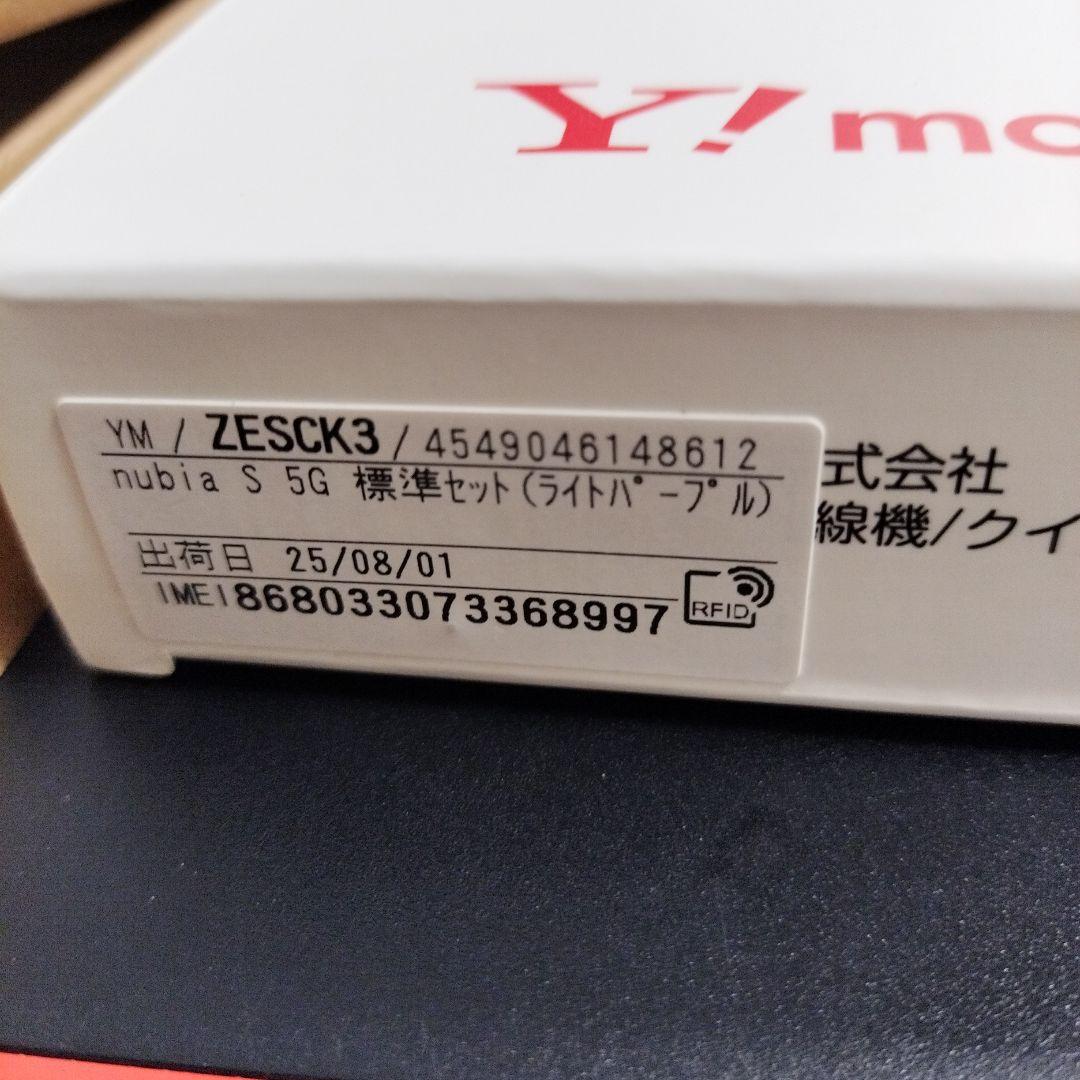 Y! mo
YM / ZESCK3 / 4549046148612
nubia S 5G 標準セット(ライトパープル)
出荷日 25/08/01
IMEI868033073368997
RFID
式会社
線機/クイ